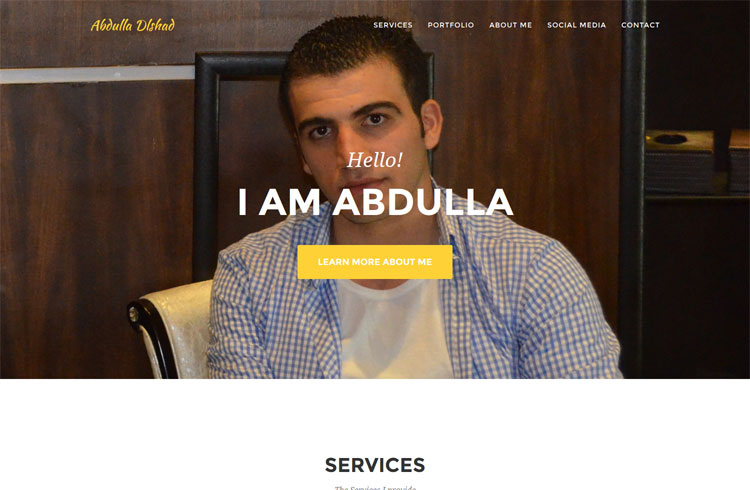 Abdulla Dlshad
SERVICES PORTFOLIO ABOUT ME SOCIAL MEDIA CONTACT
Hello!
I AM ABDULLA
LEARN MORE ABOUT ME
SERVICES
The Services I provide